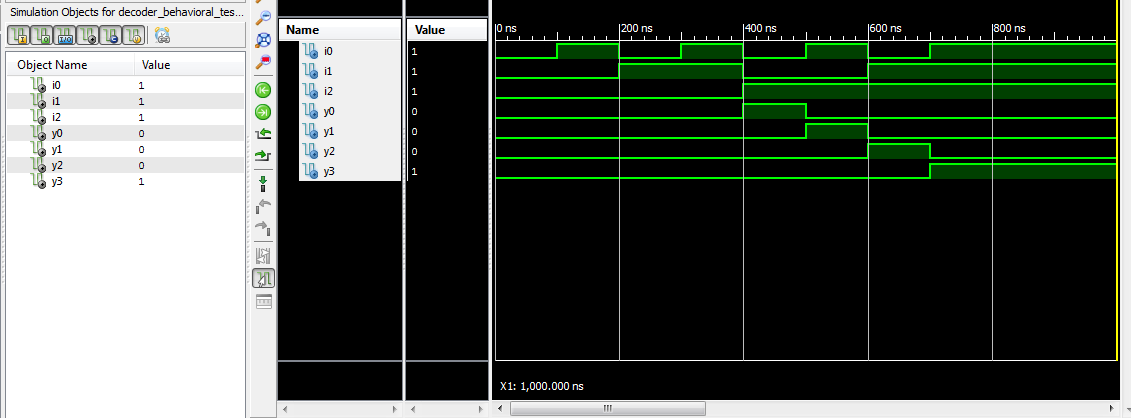 Simulation Objects for decoder_behavioral_tes...
Object Name Value
i0 1
i1 1
i2 1
y0 0
y1 0
y2 0
y3 1
Name Value
0 ns 200 ns 400 ns 600 ns 800 ns
i0 1
i1 1
i2 1
y0 0
y1 0
y2 0
y3 1
X1: 1,000.000 ns